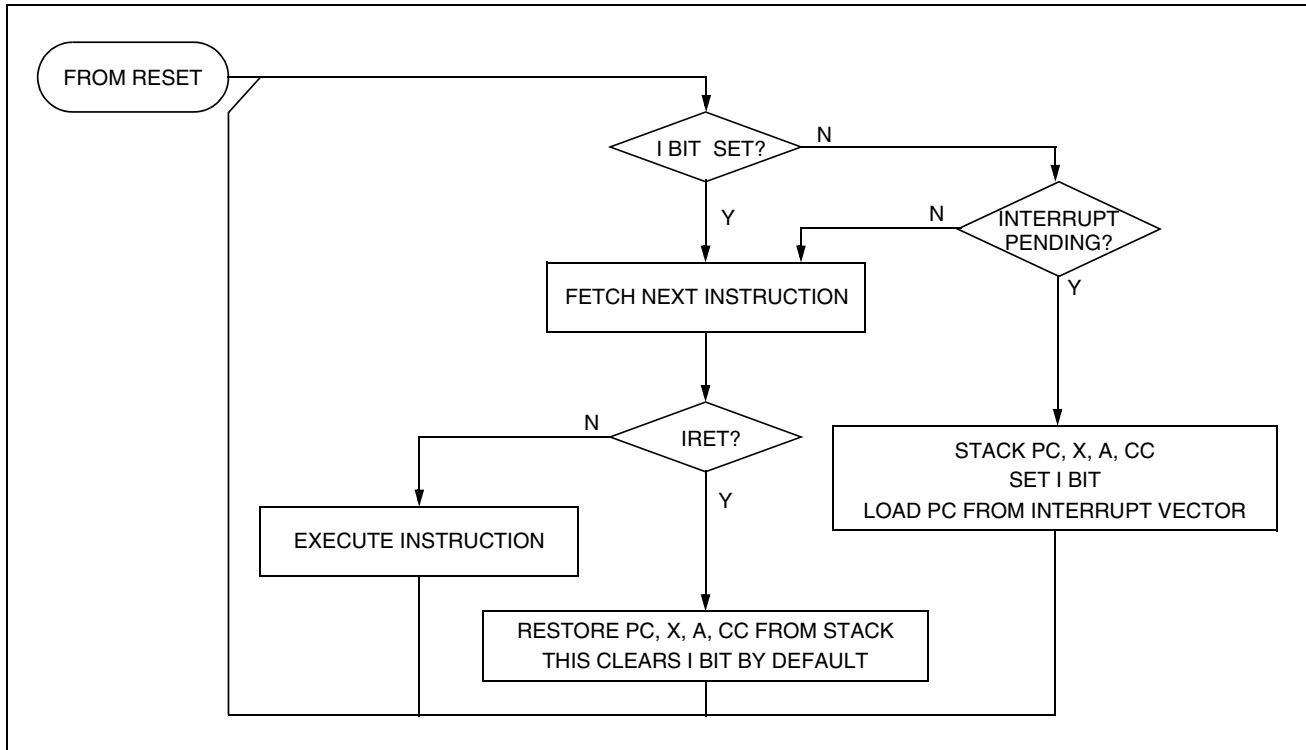 FROM RESET
I BIT SET?
N
Y
N
INTERRUPT
PENDING?
Y
FETCH NEXT INSTRUCTION
N
IRET?
Y
STACK PC, X, A, CC
SET I BIT
LOAD PC FROM INTERRUPT VECTOR
EXECUTE INSTRUCTION
RESTORE PC, X, A, CC FROM STACK
THIS CLEARS I BIT BY DEFAULT